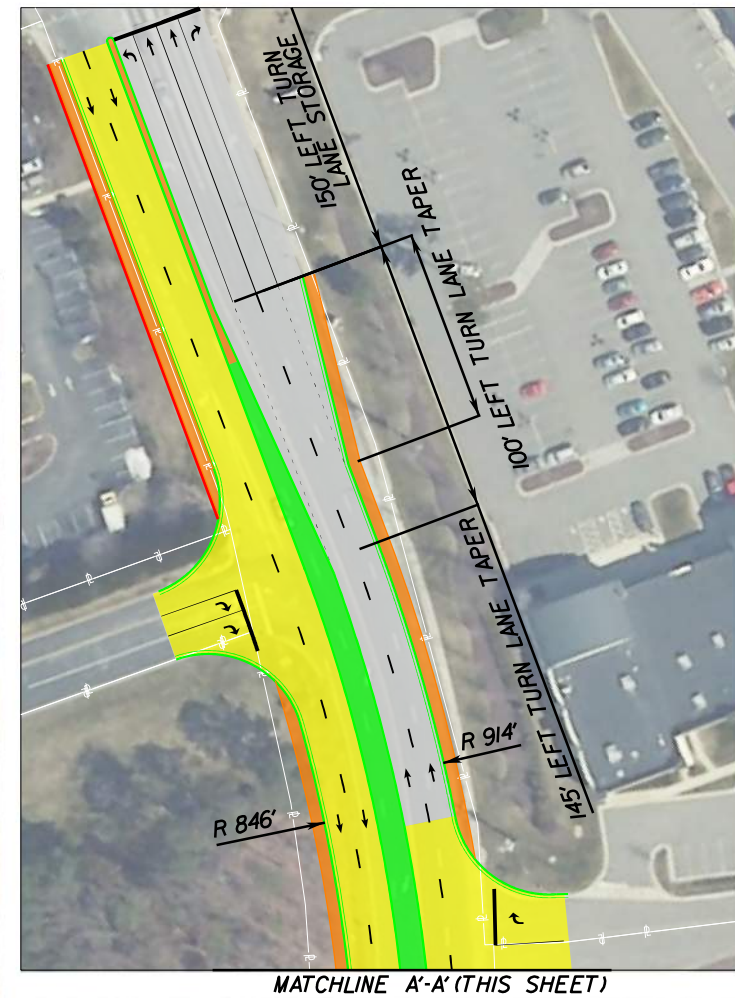 150' LEFT TURN
LANE STORAGE
100' LEFT TURN LANE TAPER
145' LEFT TURN LANE TAPER
R 914'
R 846'
MATCHLINE A'-A' (THIS SHEET)